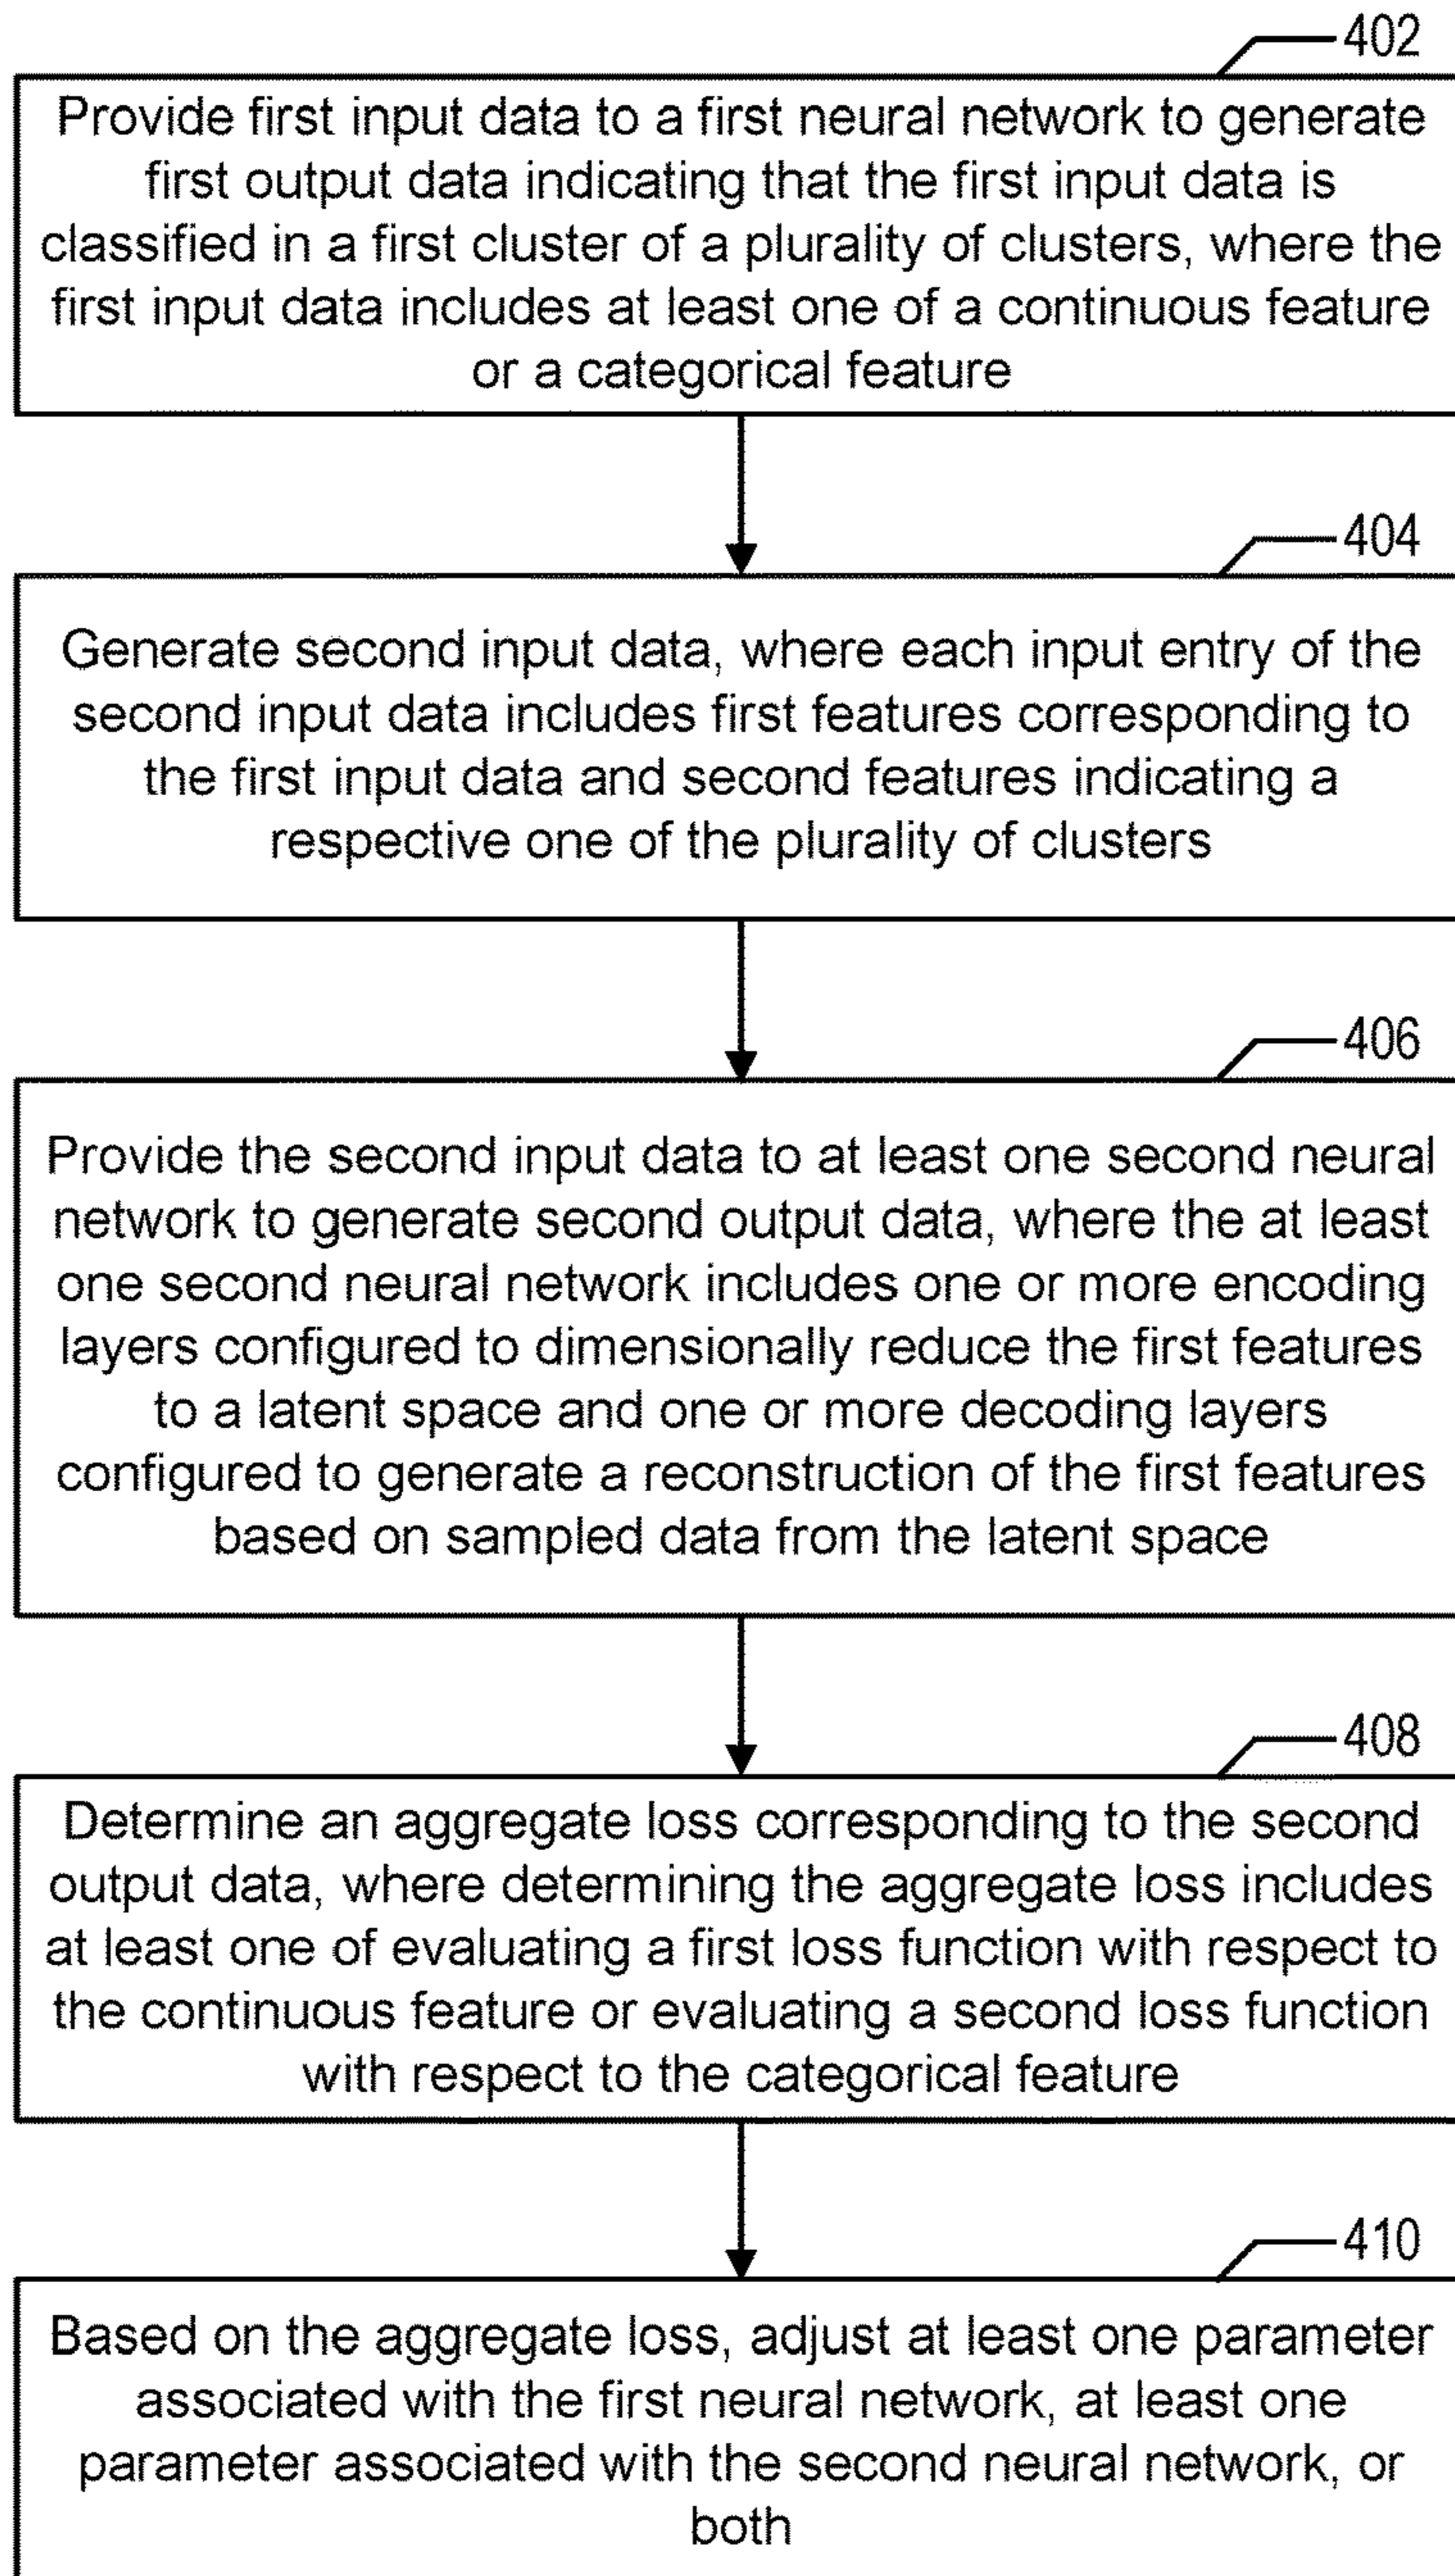 402
Provide first input data to a first neural network to generate
first output data indicating that the first input data is
classified in a first cluster of a plurality of clusters, where the
first input data includes at least one of a continuous feature
or a categorical feature
404
Generate second input data, where each input entry of the
second input data includes first features corresponding to
the first input data and second features indicating a
respective one of the plurality of clusters
406
Provide the second input data to at least one second neural
network to generate second output data, where the at least
one second neural network includes one or more encoding
layers configured to dimensionally reduce the first features
to a latent space and one or more decoding layers
configured to generate a reconstruction of the first features
based on sampled data from the latent space
408
Determine an aggregate loss corresponding to the second
output data, where determining the aggregate loss includes
at least one of evaluating a first loss function with respect to
the continuous feature or evaluating a second loss function
with respect to the categorical feature
410
Based on the aggregate loss, adjust at least one parameter
associated with the first neural network, at least one
parameter associated with the second neural network, or
both